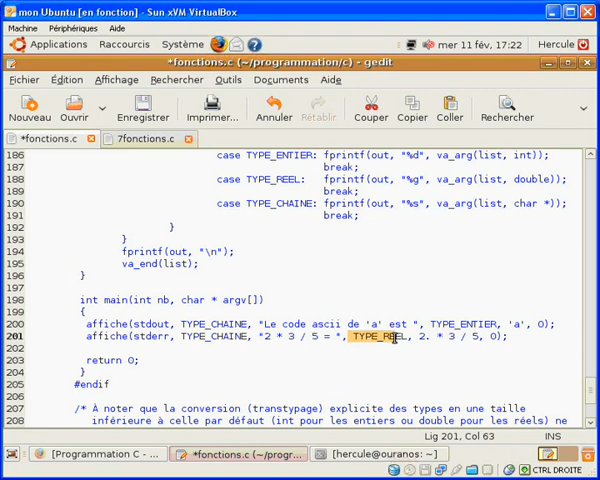 mon Ubuntu [en fonction] - Sun xVM VirtualBox
Machine Périphériques Aide
Applications Raccourcis Système mer 11 fév, 17:22 Hercule
*fonctions.c (~/programmation/c) - gedit
Fichier Édition Affichage Rechercher Outils Documents Aide
Nouveau Ouvrir Enregistrer Imprimer... Annuler Rétablir Couper Copier Coller Rechercher
*fonctions.c 7fonctions.c
186 case TYPE_ENTIER: fprintf(out, "%d", va_arg(list, int));
187 break;
188 case TYPE_REEL: fprintf(out, "%g", va_arg(list, double));
189 break;
190 case TYPE_CHAINE: fprintf(out, "%s", va_arg(list, char *));
191 break;
192 }
193 }
194 fprintf(out, "\n");
195 va_end(list);
196 }
197
198 int main(int nb, char * argv[])
199 {
200 affiche(stdout, TYPE_CHAINE, "Le code ascii de 'a' est ", TYPE_ENTIER, 'a', 0);
201 affiche(stderr, TYPE_CHAINE, "2 * 3 / 5 = ", TYPE_REEL, 2. * 3 / 5, 0);
202
203 return 0;
204 }
205 #endif
206
207 /* À noter que la conversion (transtypage) explicite des types en une taille
208 inférieure à celle par défaut (int pour les entiers ou double pour les réels) ne
Lig 201, Col 63 INS
[Programmation C - ... *fonctions.c (~/progr... [hercule@ouranos: ~]
CTRL DROITE